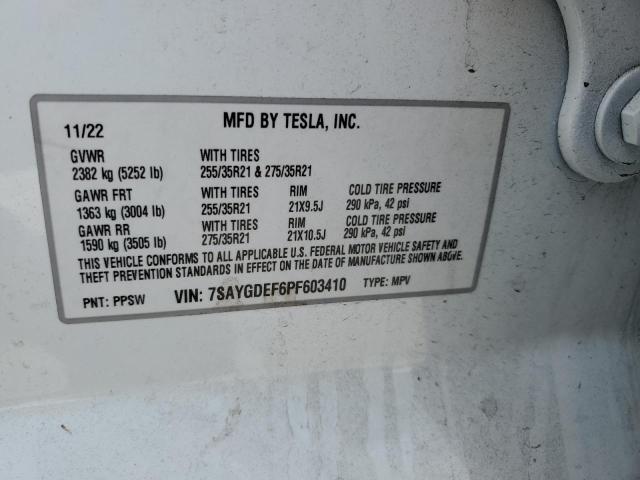 11/22 MFD BY TESLA, INC.
GVWR WITH TIRES
2382 kg (5252 lb) 255/35R21 & 275/35R21
GAWR FRT WITH TIRES RIM COLD TIRE PRESSURE
1363 kg (3004 lb) 255/35R21 21X9.5J 290 kPa, 42 psi
GAWR RR WITH TIRES RIM COLD TIRE PRESSURE
1590 kg (3505 lb) 275/35R21 21X10.5J 290 kPa, 42 psi
THIS VEHICLE CONFORMS TO ALL APPLICABLE U.S. FEDERAL MOTOR VEHICLE SAFETY AND
THEFT PREVENTION STANDARDS IN EFFECT ON THE DATE OF MANUFACTURE SHOWN ABOVE.
PNT: PPSW VIN: 7SAYGDEF6PF603410 TYPE: MPV